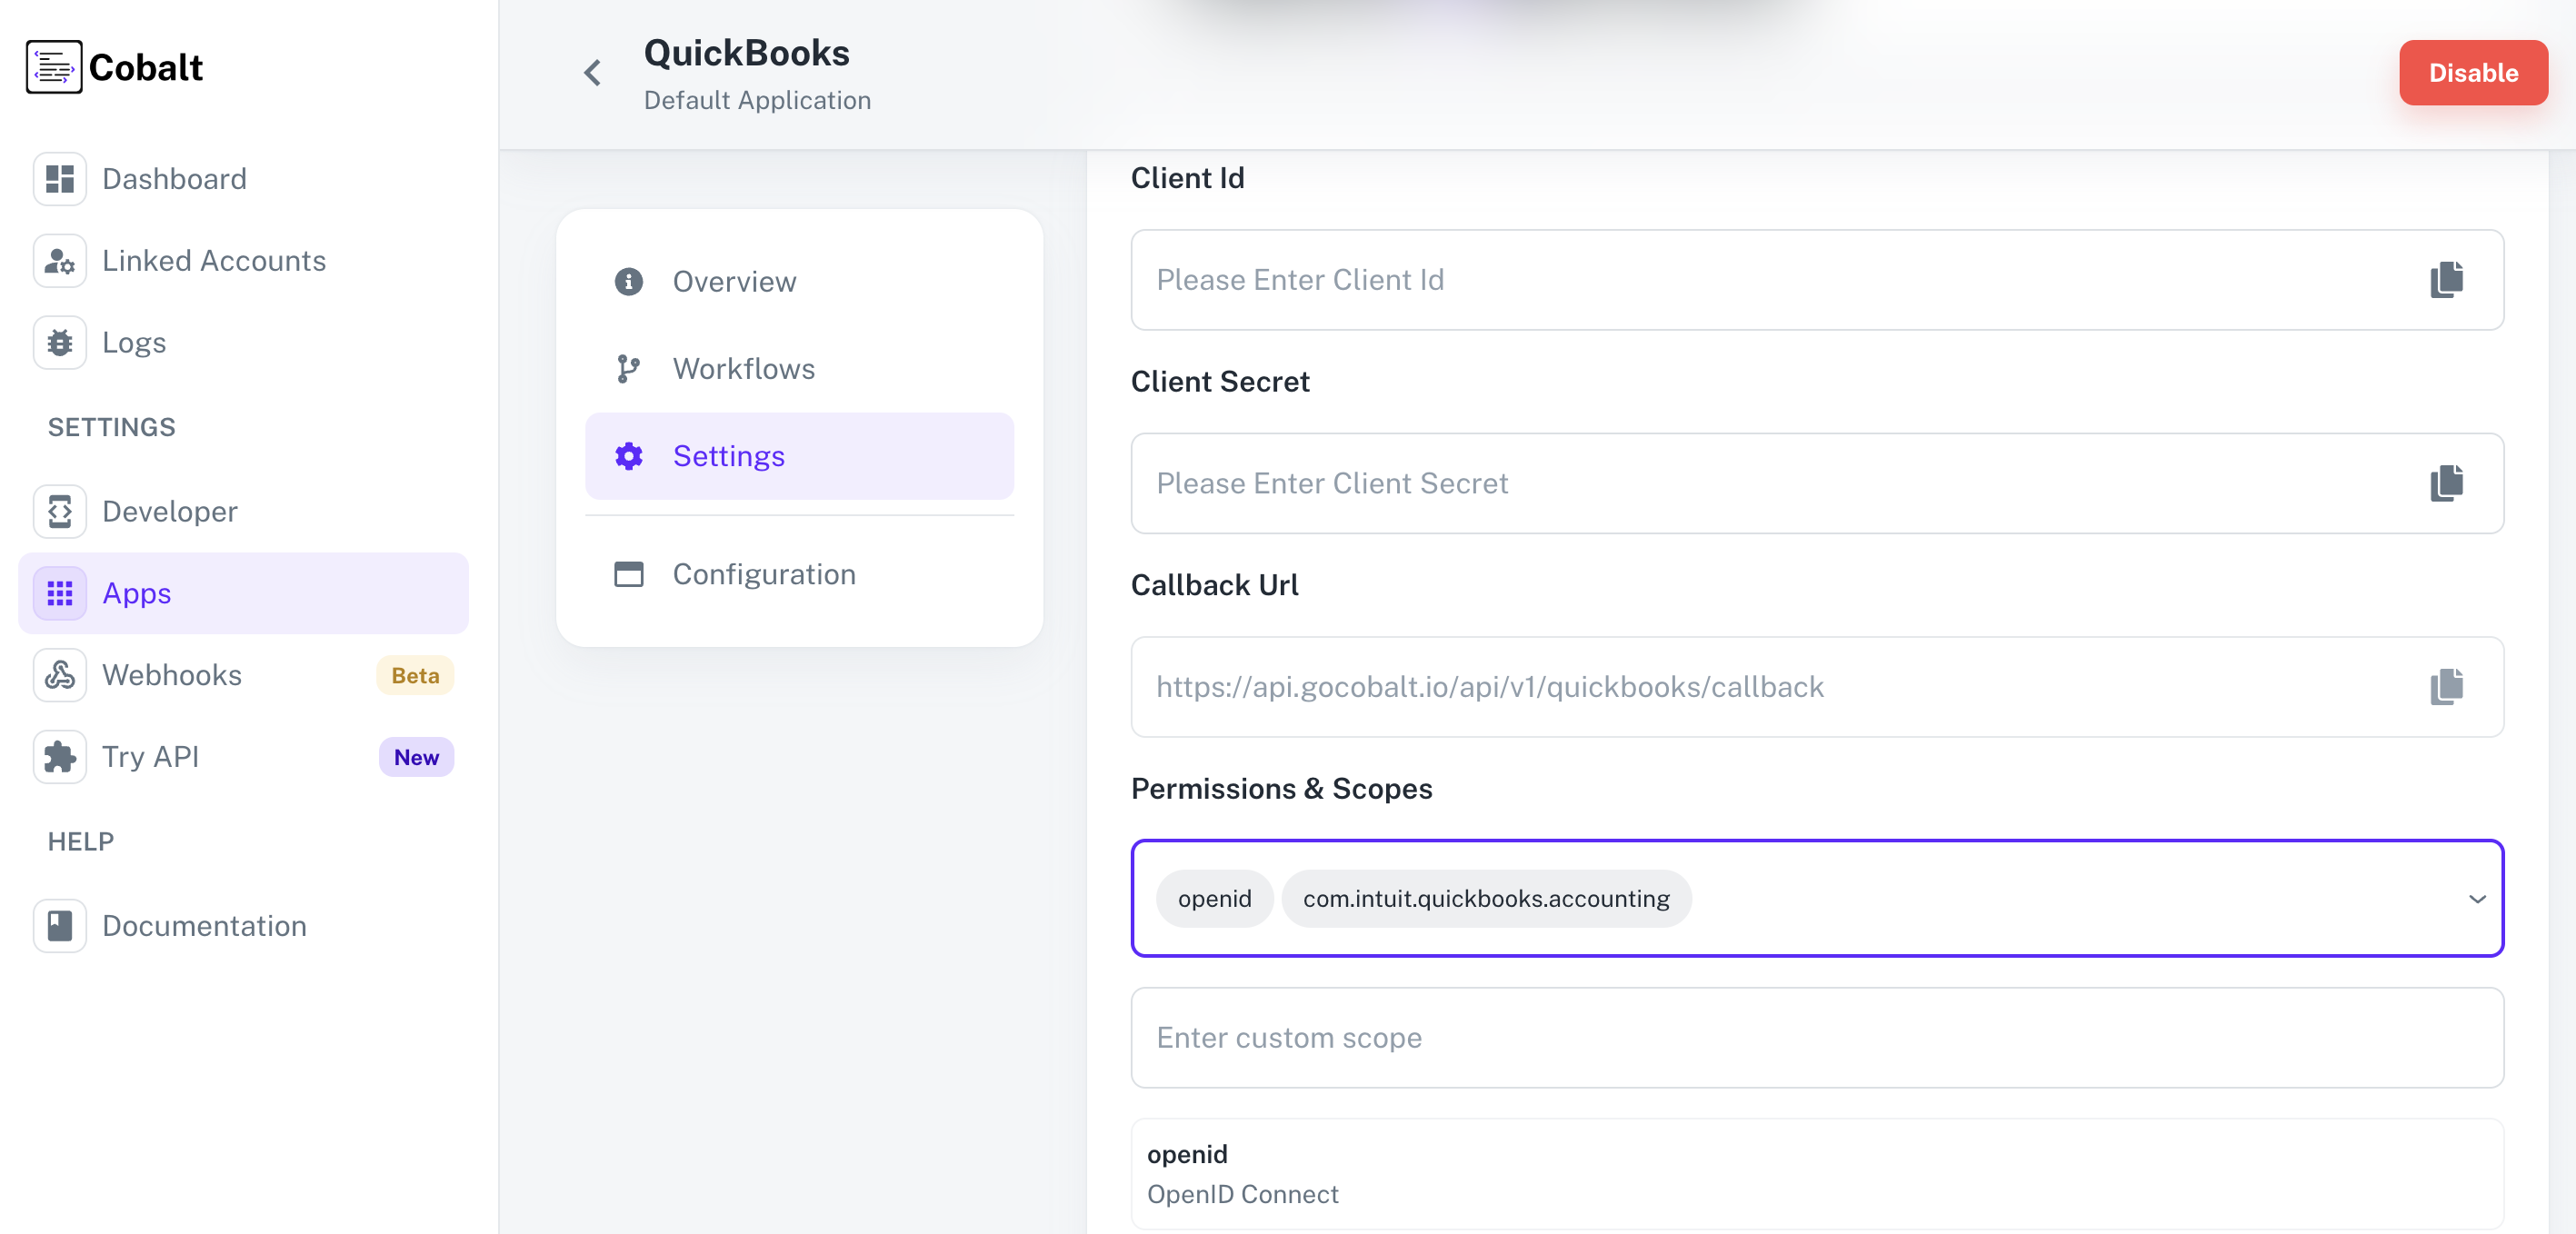 Cobalt
Dashboard
Linked Accounts
Logs
SETTINGS
Developer
Apps
Webhooks Beta
Try API New
HELP
Documentation
QuickBooks
Default Application
Disable
Overview
Workflows
Settings
Configuration
Client Id
Please Enter Client Id
Client Secret
Please Enter Client Secret
Callback Url
https://api.gocobalt.io/api/v1/quickbooks/callback
Permissions & Scopes
openid com.intuit.quickbooks.accounting
Enter custom scope
openid
OpenID Connect